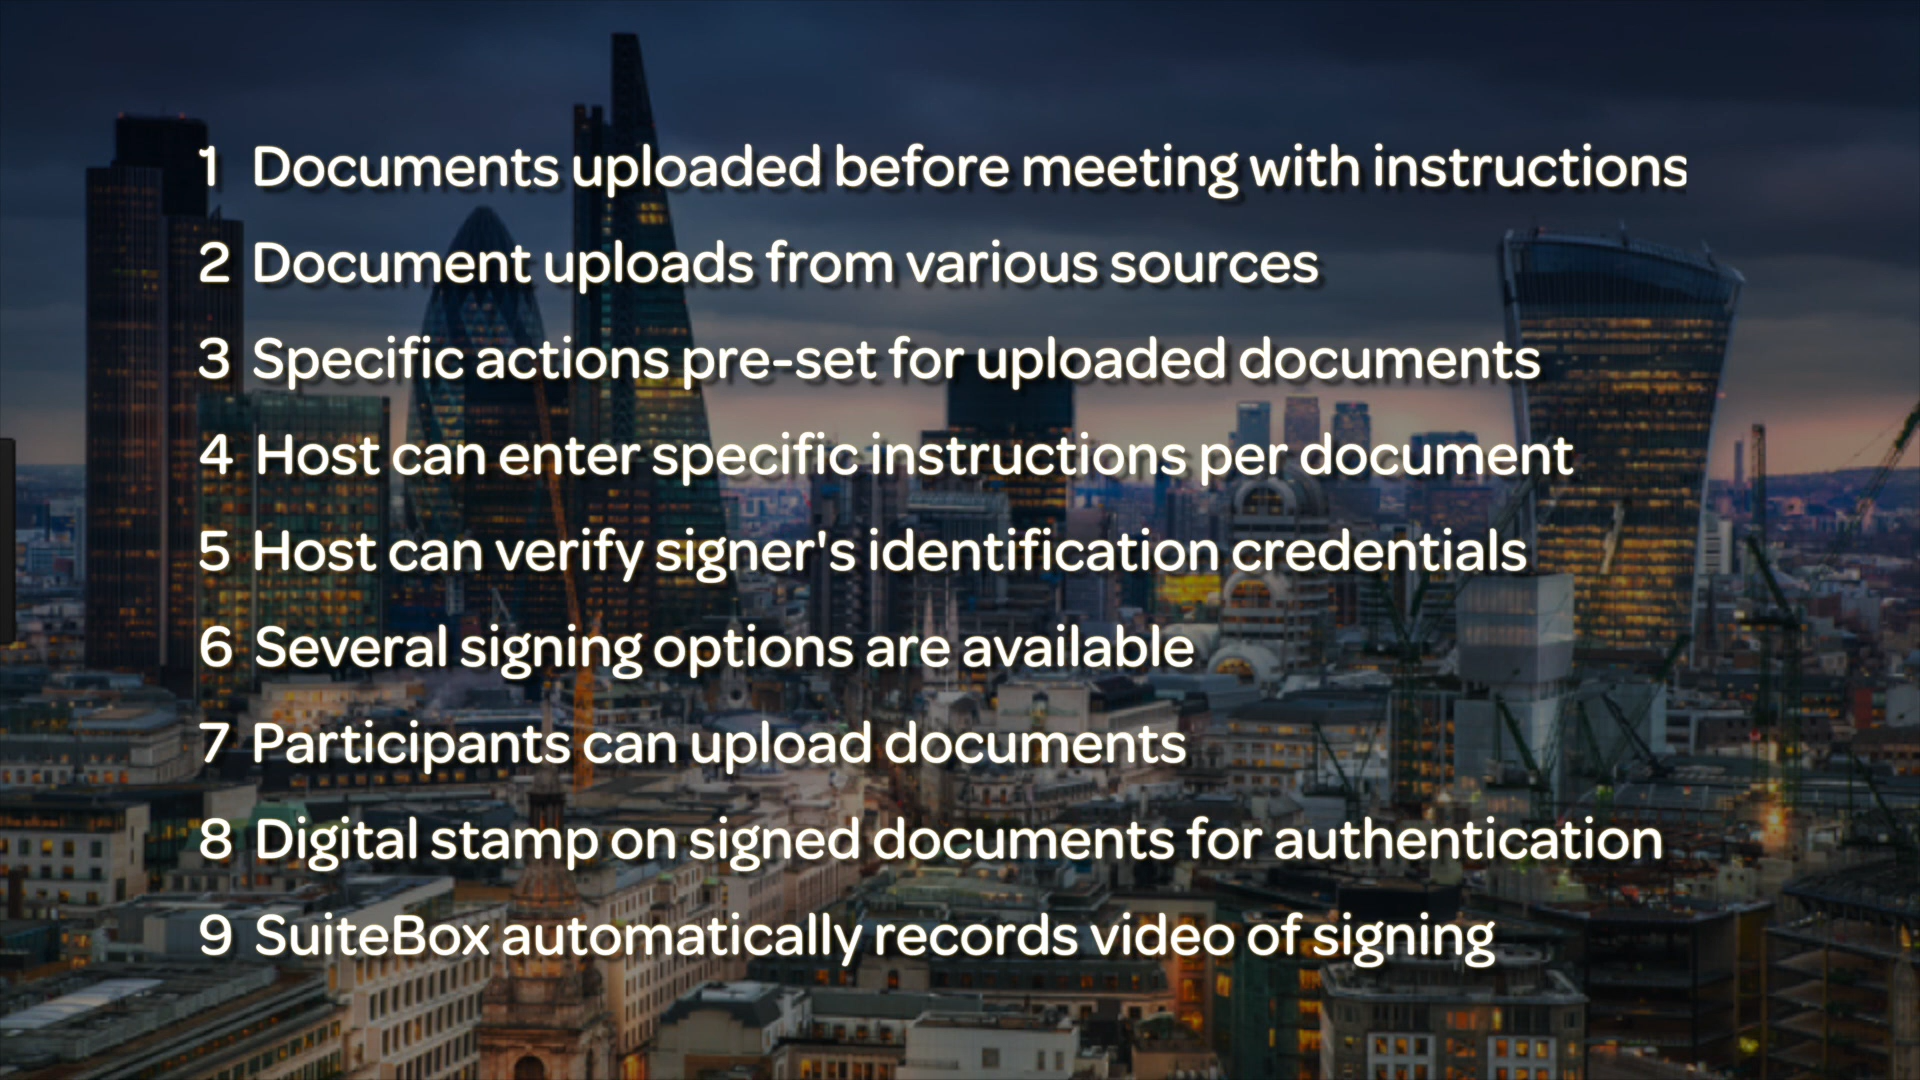 1 Documents uploaded before meeting with instructions
2 Document uploads from various sources
3 Specific actions pre-set for uploaded documents
4 Host can enter specific instructions per document
5 Host can verify signer's identification credentials
6 Several signing options are available
7 Participants can upload documents
8 Digital stamp on signed documents for authentication
9 SuiteBox automatically records video of signing